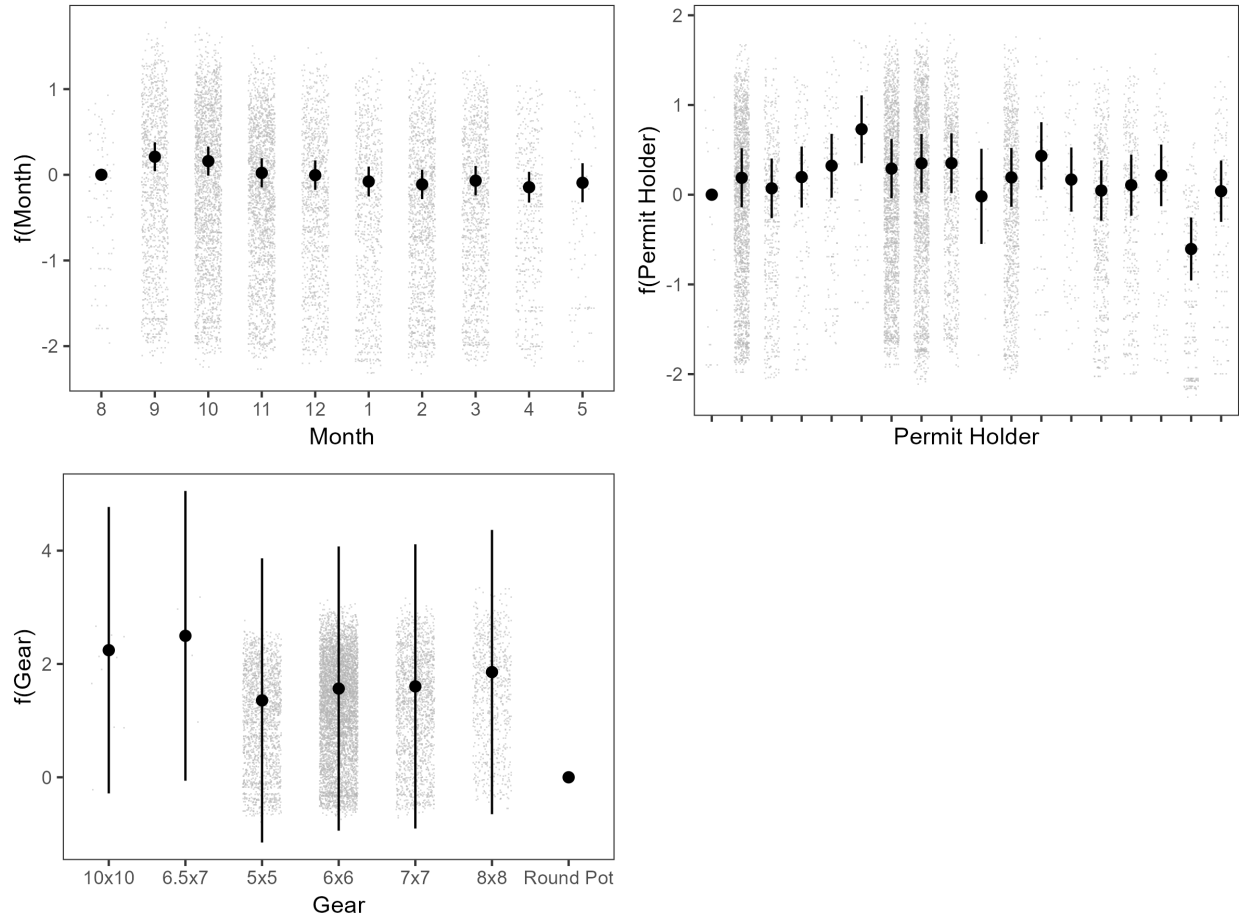 f(Month)
1
0
-1
-2
8 9 10 11 12 1 2 3 4 5
Month
f(Permit Holder)
2
1
0
-1
-2
Permit Holder
f(Gear)
4
2
0
10x10 6.5x7 5x5 6x6 7x7 8x8 Round Pot
Gear